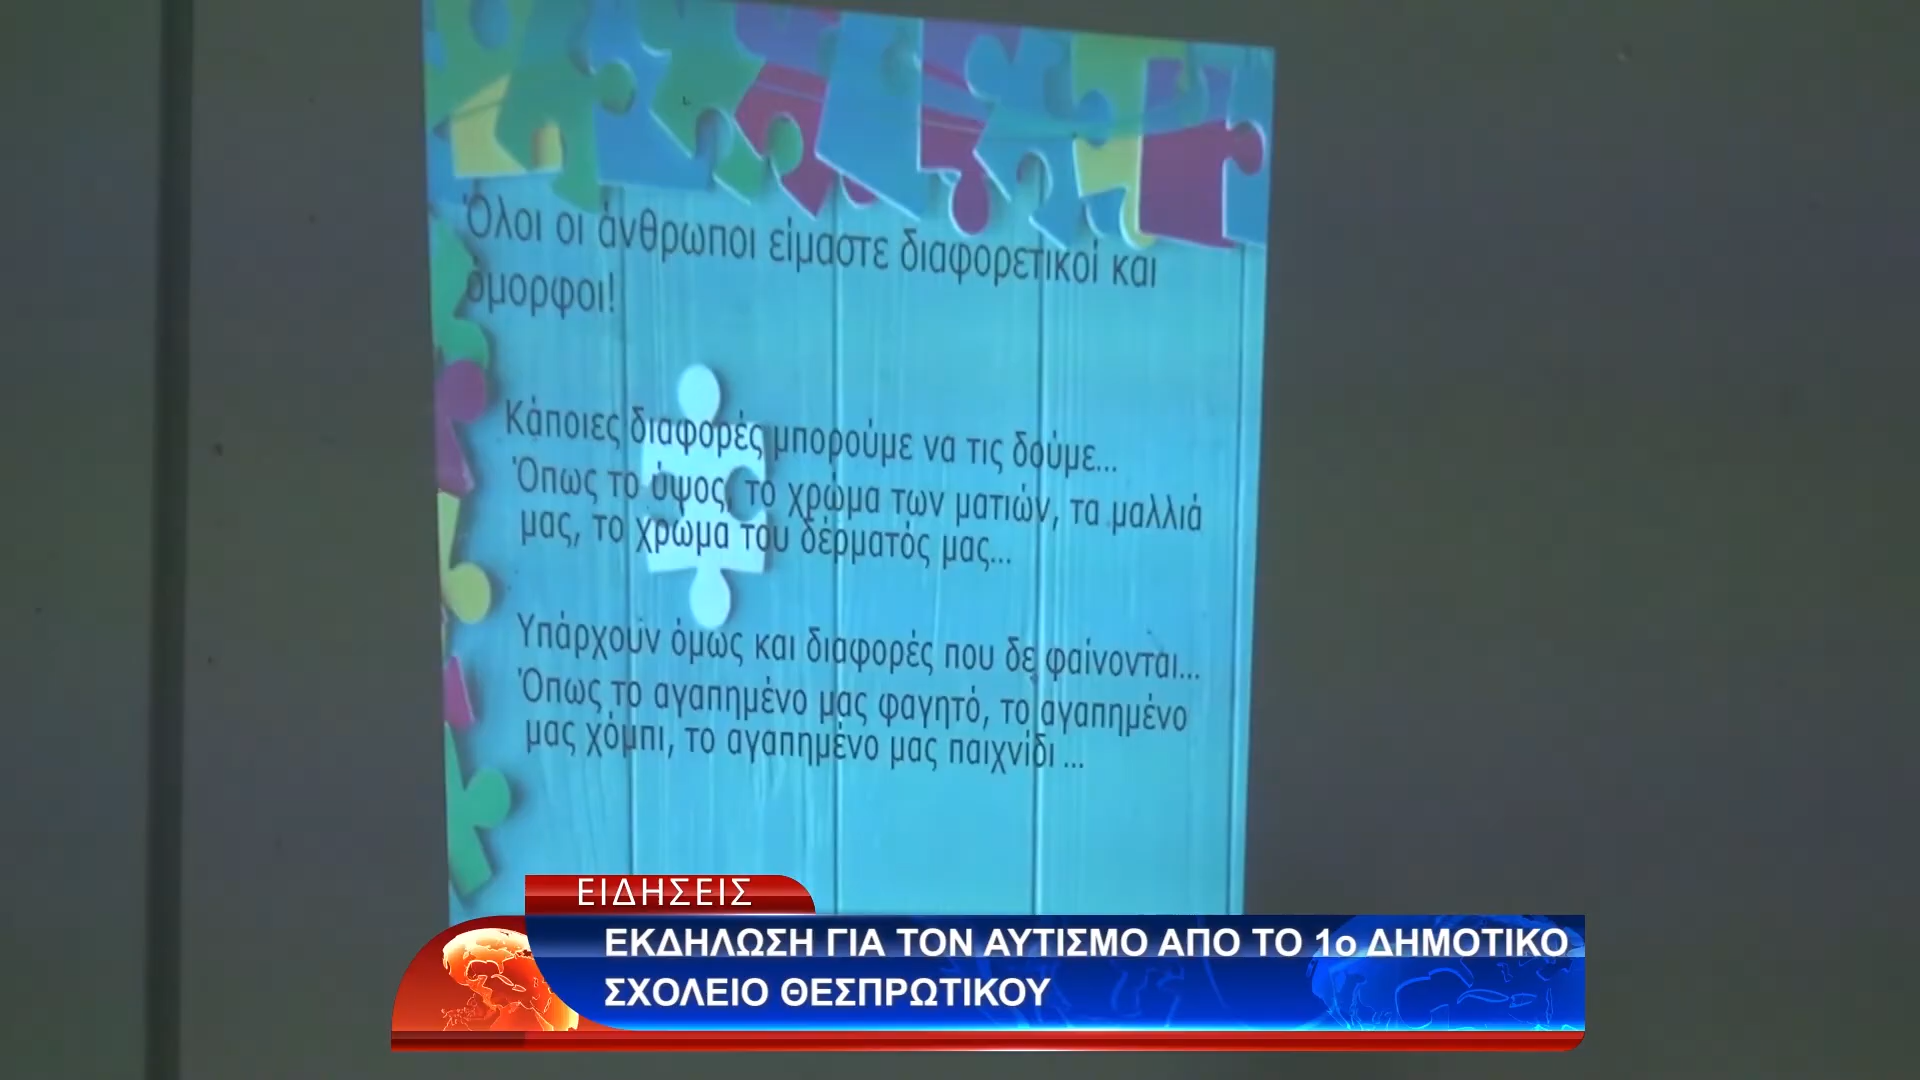 Όλοι οι άνθρωποι είμαστε διαφορετικοί και
όμορφοι!
Κάποιες διαφορές μπορούμε να τις δούμε...
Όπως το ύψος, το χρώμα των ματιών, τα μαλλιά
μας, το χρώμα του δέρματός μας...
Υπάρχουν όμως και διαφορές που δε φαίνονται...
Όπως το αγαπημένο μας φαγητό, το αγαπημένο
μας χόμπι, το αγαπημένο μας παιχνίδι ...
ΕΙΔΗΣΕΙΣ
ΕΚΔΗΛΩΣΗ ΓΙΑ ΤΟΝ ΑΥΤΙΣΜΟ ΑΠΟ ΤΟ 1ο ΔΗΜΟΤΙΚΟ
ΣΧΟΛΕΙΟ ΘΕΣΠΡΩΤΙΚΟΥ